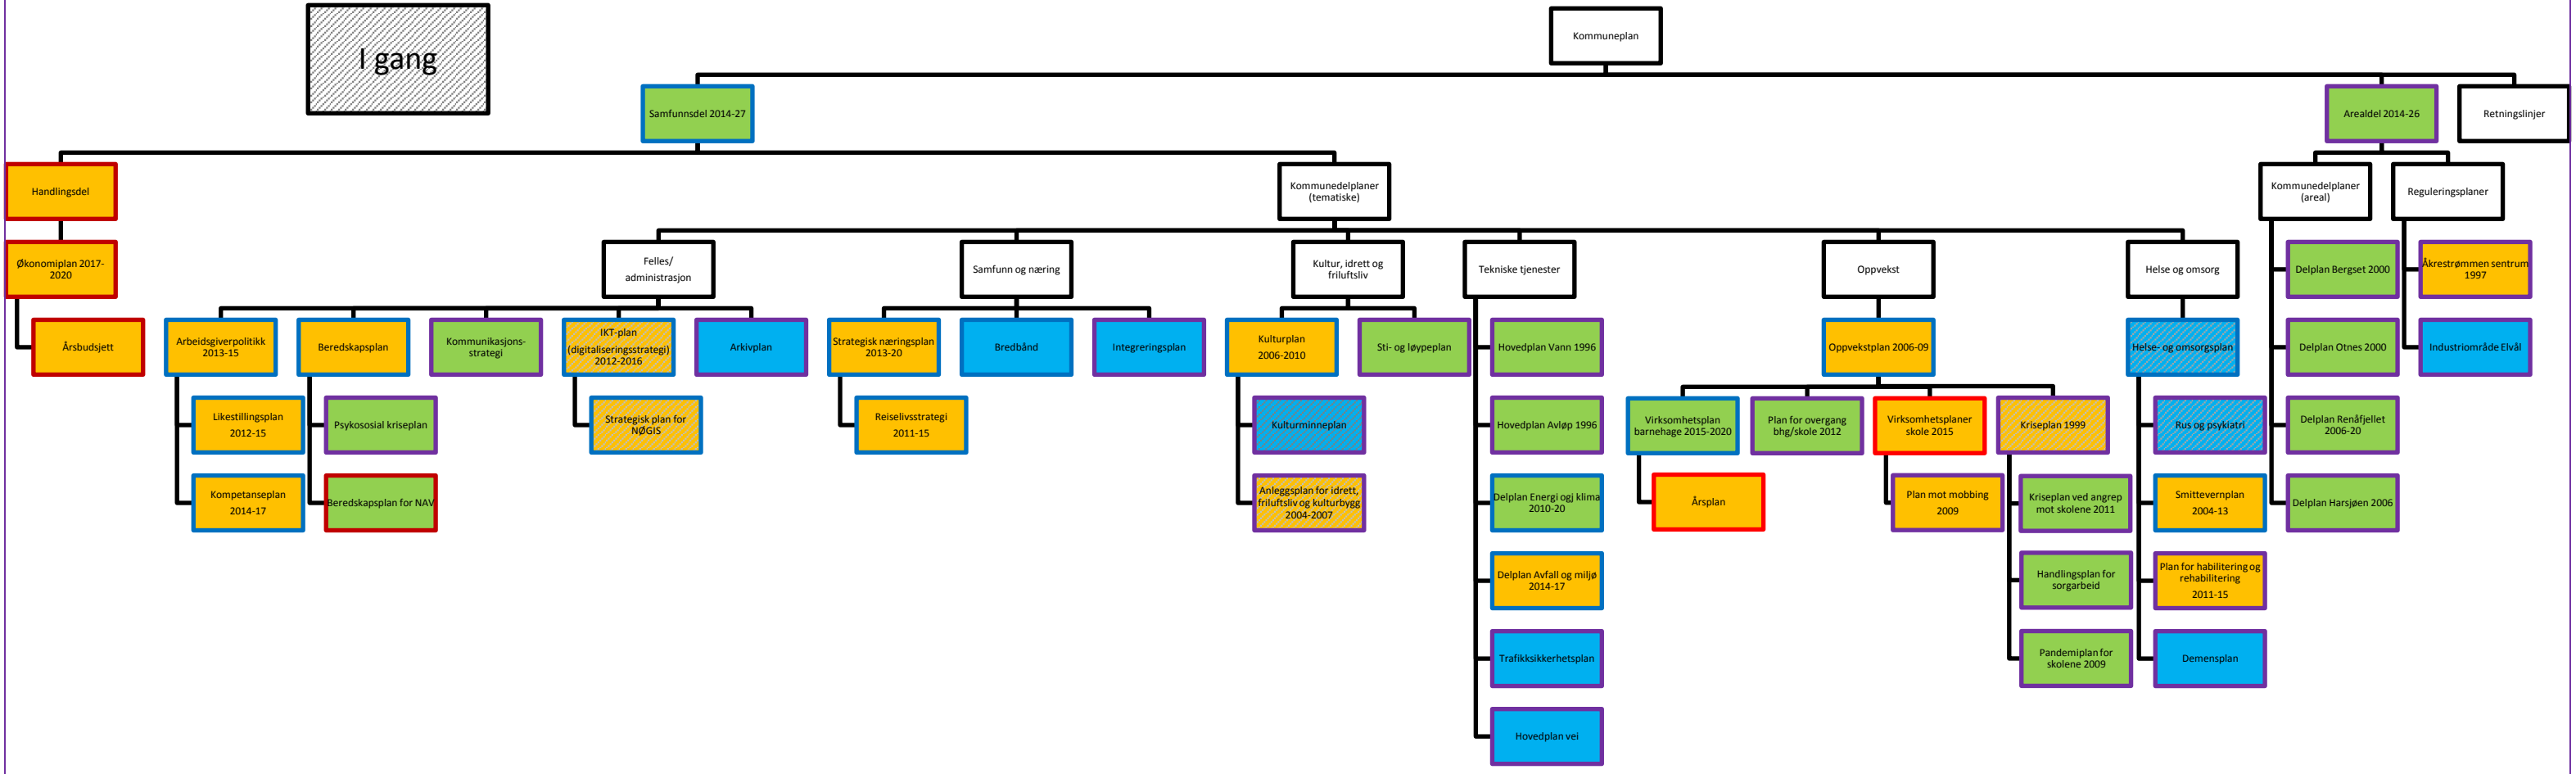 I gang
Kommuneplan
Samfunnsdel 2014-27
Arealdel 2014-26
Retningslinjer
Handlingsdel
Kommunedelplaner
(tematiske)
Kommunedelplaner
(areal)
Reguleringsplaner
Økonomiplan 2017-
2020
Felles/
administrasjon
Samfunn og næring
Kultur, idrett og
friluftsliv
Tekniske tjenester
Oppvekst
Helse og omsorg
Delplan Bergset 2000
Åkrestrømmen sentrum
1997
Årsbudsjett
Arbeidsgiverpolitikk
2013-15
Beredskapsplan
Kommunikasjons-
strategi
IKT-plan
(digitaliseringsstrategi)
2012-2016
Arkivplan
Strategisk næringsplan
2013-20
Bredbånd
Integreringsplan
Kulturplan
2006-2010
Sti- og løypeplan
Hovedplan Vann 1996
Oppvekstplan 2006-09
Helse- og omsorgsplan
Delplan Otnes 2000
Industriområde Elvål
Likestillingsplan
2012-15
Psykososial kriseplan
Strategisk plan for
NØGIS
Reiselivsstrategi
2011-15
Kulturminneplan
Hovedplan Avløp 1996
Virksomhetsplan
barnehage 2015-2020
Plan for overgang
bhg/skole 2012
Virksomhetsplaner
skole 2015
Kriseplan 1999
Rus og psykiatri
Delplan Renåfjellet
2006-20
Kompetanseplan
2014-17
Beredskapsplan for NAV
Anleggsplan for idrett,
friluftsliv og kulturbygg
2004-2007
Delplan Energi ogj klima
2010-20
Årsplan
Plan mot mobbing
2009
Kriseplan ved angrep
mot skolene 2011
Smittevernplan
2004-13
Delplan Harsjøen 2006
Delplan Avfall og miljø
2014-17
Handlingsplan for
sorgarbeid
Plan for habilitering og
rehabilitering
2011-15
Trafikksikkerhetsplan
Pandemiplan for
skolene 2009
Demensplan
Hovedplan vei